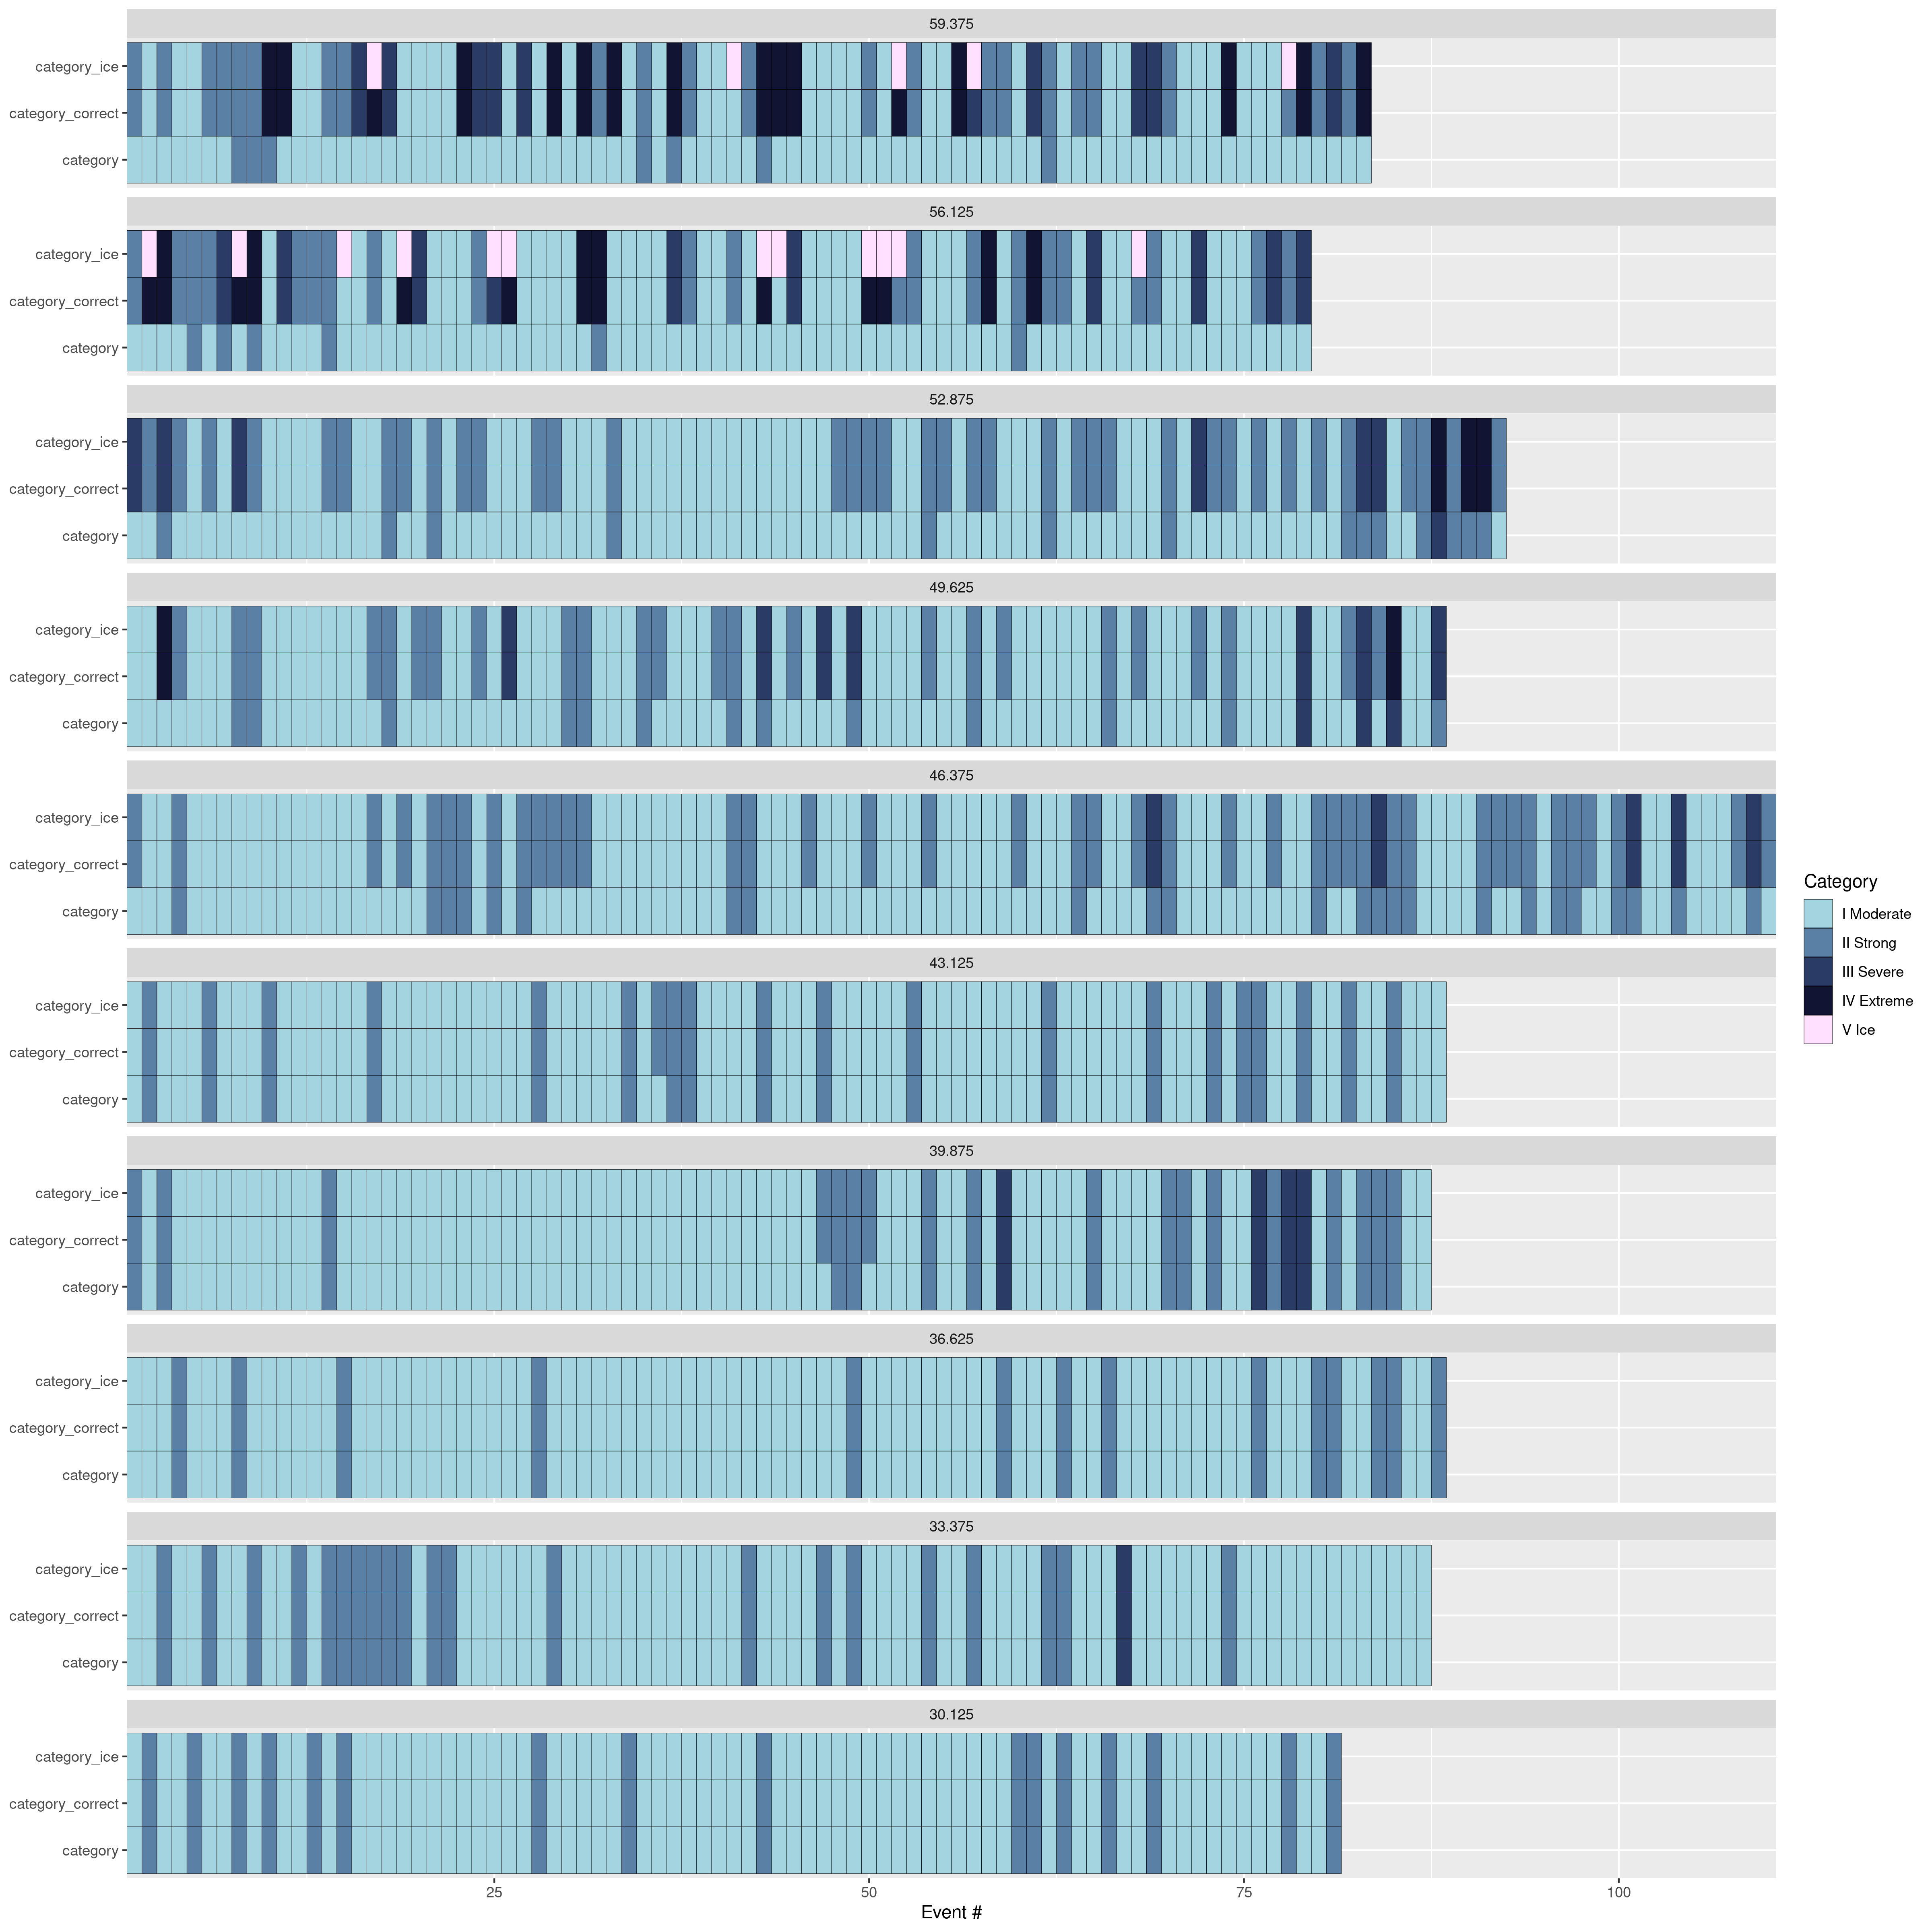 59.375
category_ice
category_correct
category
56.125
category_ice
category_correct
category
52.875
category_ice
category_correct
category
49.625
category_ice
category_correct
category
46.375
category_ice
category_correct
category
43.125
category_ice
category_correct
category
39.875
category_ice
category_correct
category
36.625
category_ice
category_correct
category
33.375
category_ice
category_correct
category
30.125
category_ice
category_correct
category
25 50 75 100
Event #
Category
I Moderate
II Strong
III Severe
IV Extreme
V Ice